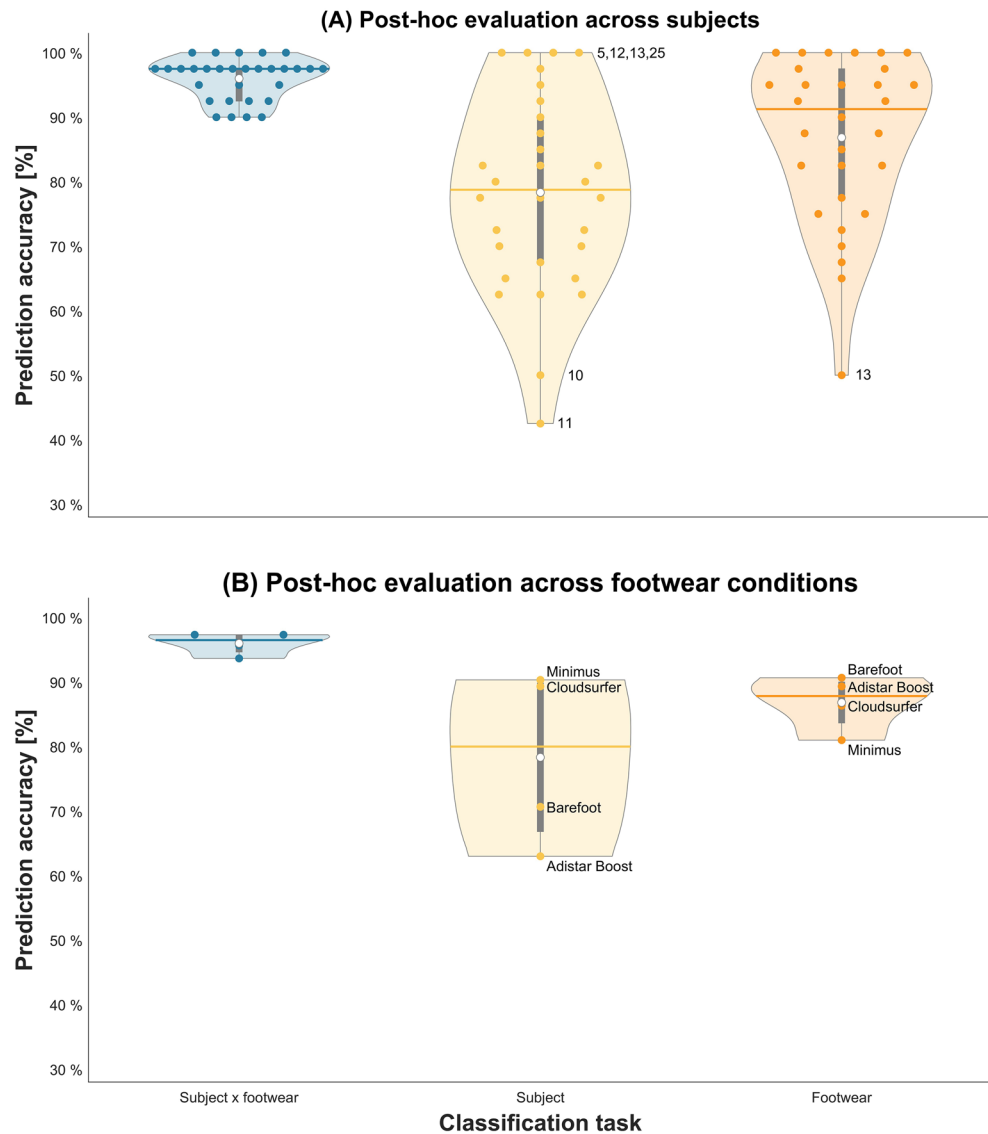 (A) Post-hoc evaluation across subjects
Prediction accuracy [%]
100 %
90 %
80 %
70 %
60 %
50 %
40 %
30 %
5,12,13,25
10
11
13
(B) Post-hoc evaluation across footwear conditions
Prediction accuracy [%]
100 %
90 %
80 %
70 %
60 %
50 %
40 %
30 %
Minimus
Cloudsurfer
Barefoot
Adistar Boost
Barefoot
Adistar Boost
Cloudsurfer
Minimus
Subject x footwear
Subject
Footwear
Classification task